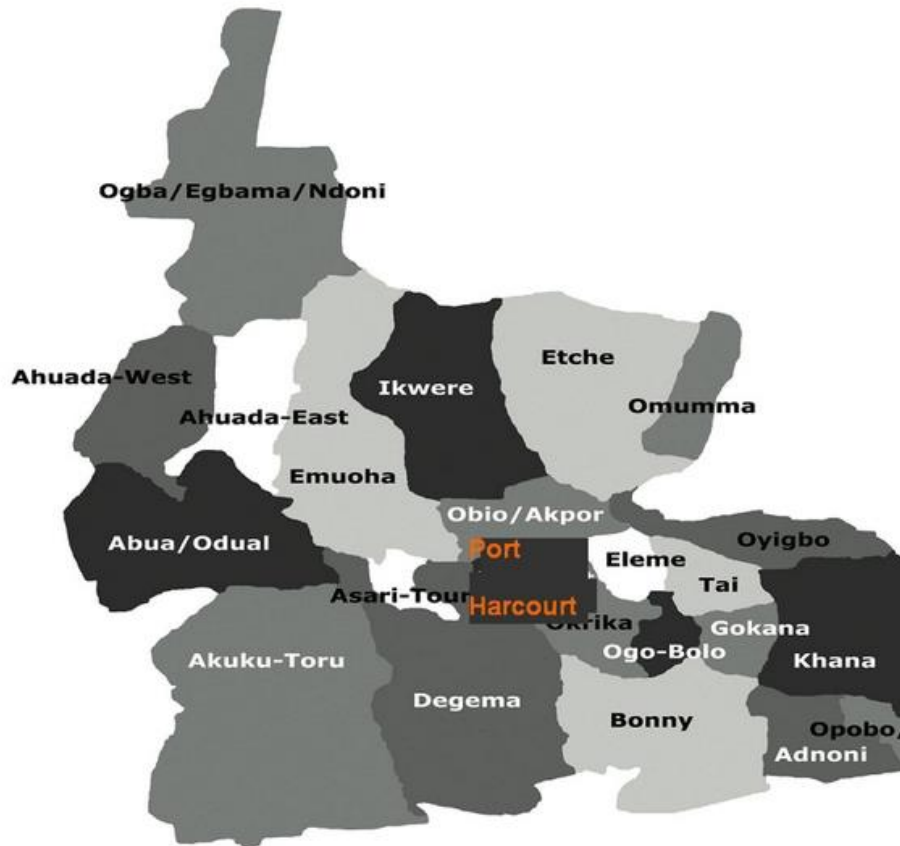 Ogba/Egbama/Ndoni
Etche
Ahuada-West
Ikwere
Omumma
Ahuada-East
Emuoha
Obio/Akpor
Abua/Odual
Oyigbo
Port
Harcourt
Eleme
Tai
Asari-Tour
Okrika
Gokana
Ogo-Bolo
Khana
Akuku-Toru
Degema
Bonny
Opobo/
Adnoni